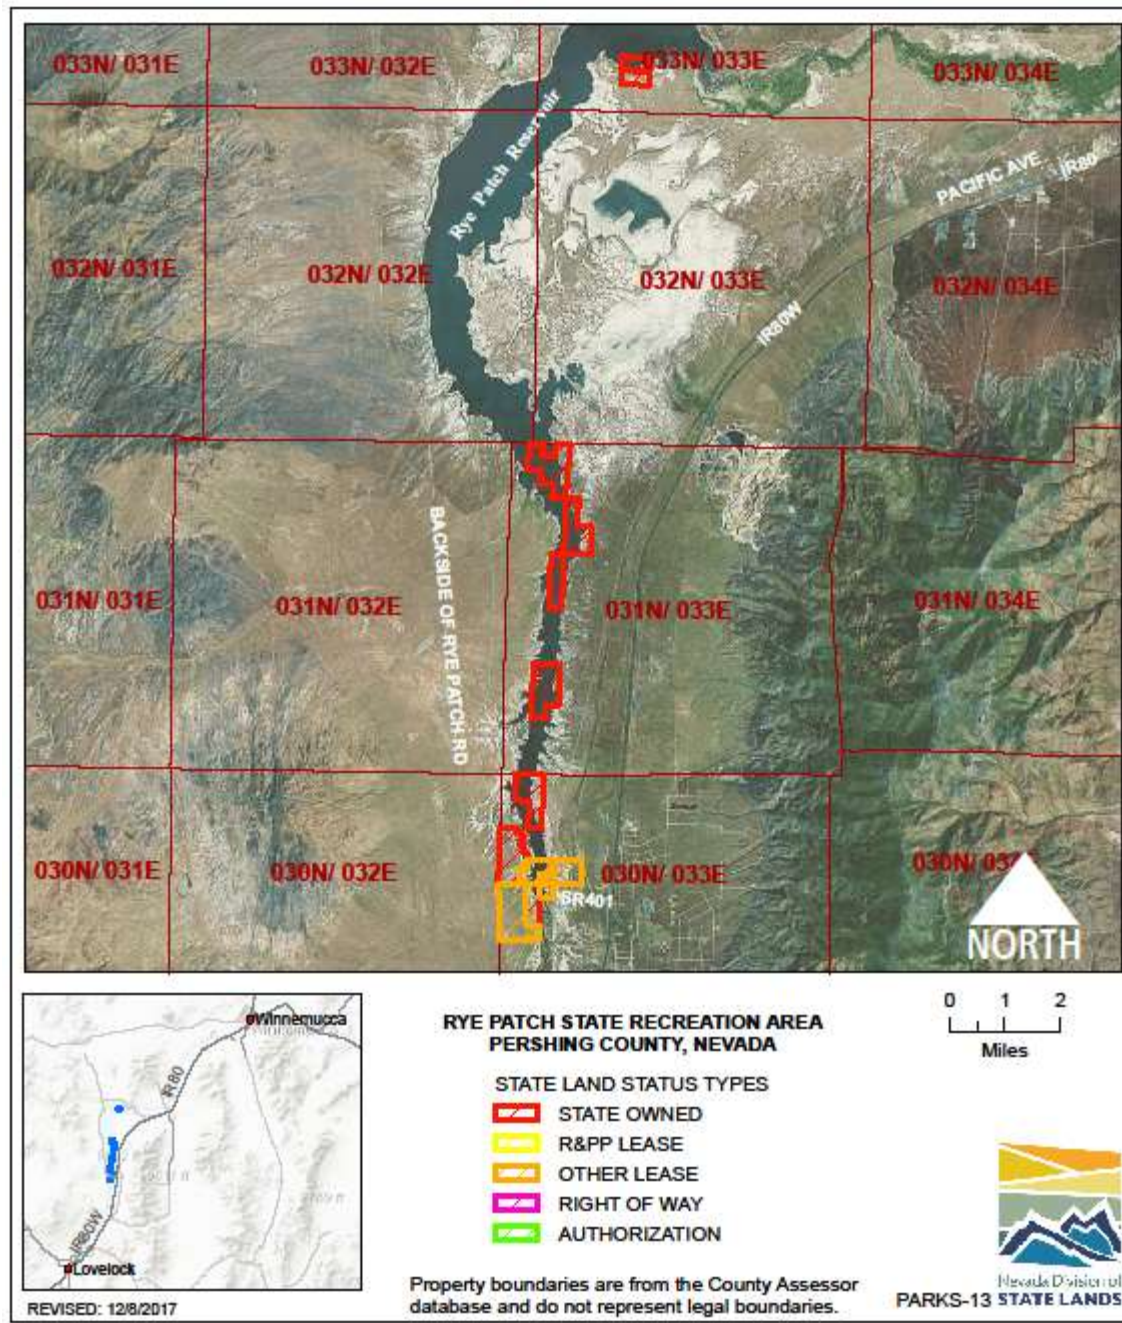 033N/ 031E
033N/ 032E
033N/ 033E
033N/ 034E
Rye Patch Reservoir
PACIFIC AVE
IR80
032N/ 031E
032N/ 032E
032N/ 033E
032N/ 034E
IR80W
BACKSIDE OF RYE PATCH RD
031N/ 031E
031N/ 032E
031N/ 033E
031N/ 034E
030N/ 031E
030N/ 032E
030N/ 033E
SR401
NORTH
Winnemucca
IR80
IR80W
Lovelock
REVISED: 12/8/2017
RYE PATCH STATE RECREATION AREA
PERSHING COUNTY, NEVADA
STATE LAND STATUS TYPES
STATE OWNED
R&PP LEASE
OTHER LEASE
RIGHT OF WAY
AUTHORIZATION
Property boundaries are from the County Assessor
database and do not represent legal boundaries.
0 1 2
Miles
Nevada Division of
PARKS-13 STATE LANDS